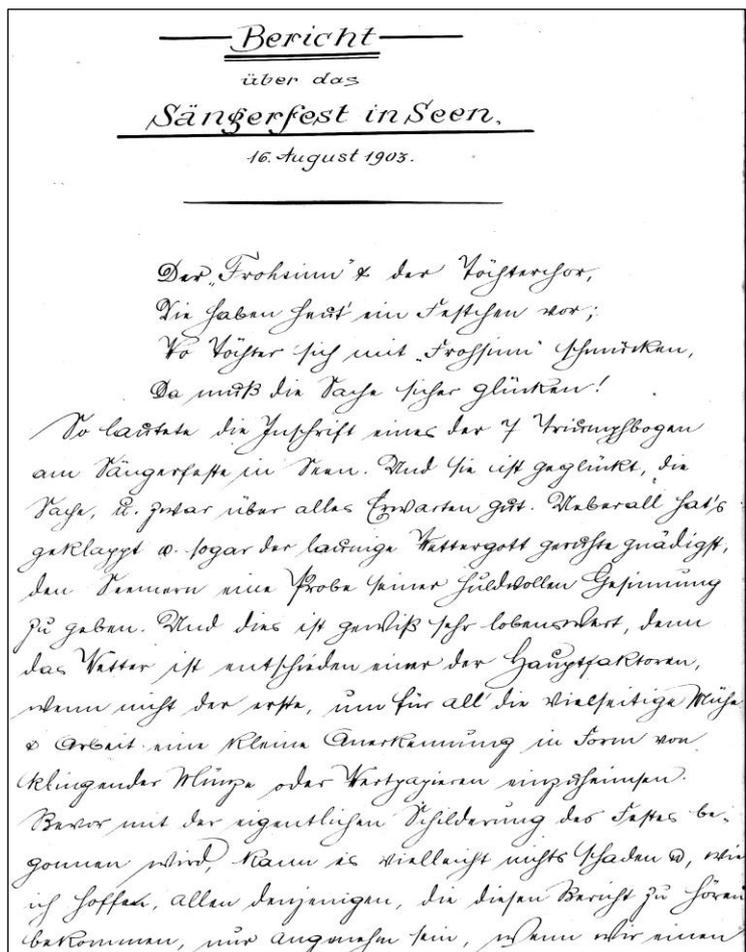 Bericht
über das
Sängerfest in Seen.
16. August 1903.
Der „Frohsinn" & der Töchterchor,
Die haben heut' ein Festchen vor;
Wo Töchter sich mit „Frohsinn" schmücken,
Da muß die Sache sicher glücken!
So lautete die Inschrift eines der 7 Triumphbogen
am Sängerfeste in Seen. Und sie ist geglückt, die
Sache, u. zwar über alles Erwarten gut. Ueberall hat's
geklappt u. sogar der launige Wettergott geruhte gnädigst,
den Seemern eine Probe seiner huldvollen Gesinnung
zu geben. Und dies ist gewiß sehr lobenswert, denn
das Wetter ist entschieden einer der Hauptfaktoren,
wenn nicht der erste, um für all' die vielseitige Mühe
& Arbeit eine kleine Anerkennung in Form von
klingender Münze oder Wertpapieren einzuheimsen.
Bevor mit der eigentlichen Schilderung des Festes be-
gonnen wird, kann es vielleicht nichts schaden u, wie
ich hoffen, allen denjenigen, die diesen Bericht zu hören
bekommen, nur angenehm sein, wenn wir einen